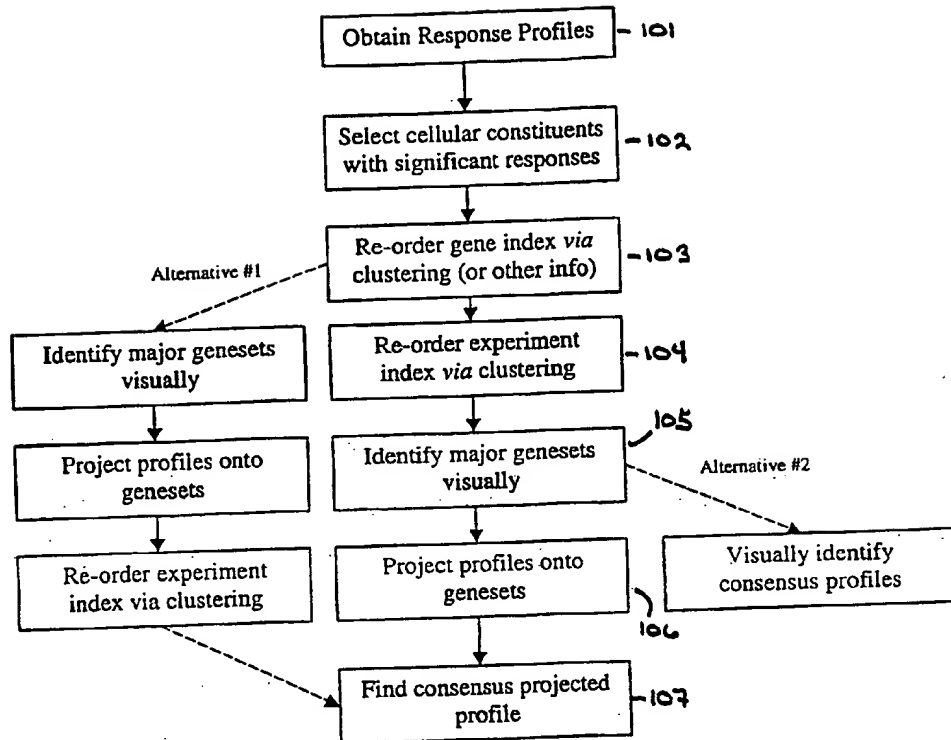 Obtain Response Profiles
101
Select cellular constituents
with significant responses
102
Re-order gene index via
clustering (or other info)
103
Alternative #1
Identify major genesets
visually
Re-order experiment
index via clustering
104
Project profiles onto
genesets
Identify major genesets
visually
105
Alternative #2
Re-order experiment
index via clustering
Project profiles onto
genesets
106
Visually identify
consensus profiles
Find consensus projected
profile
107